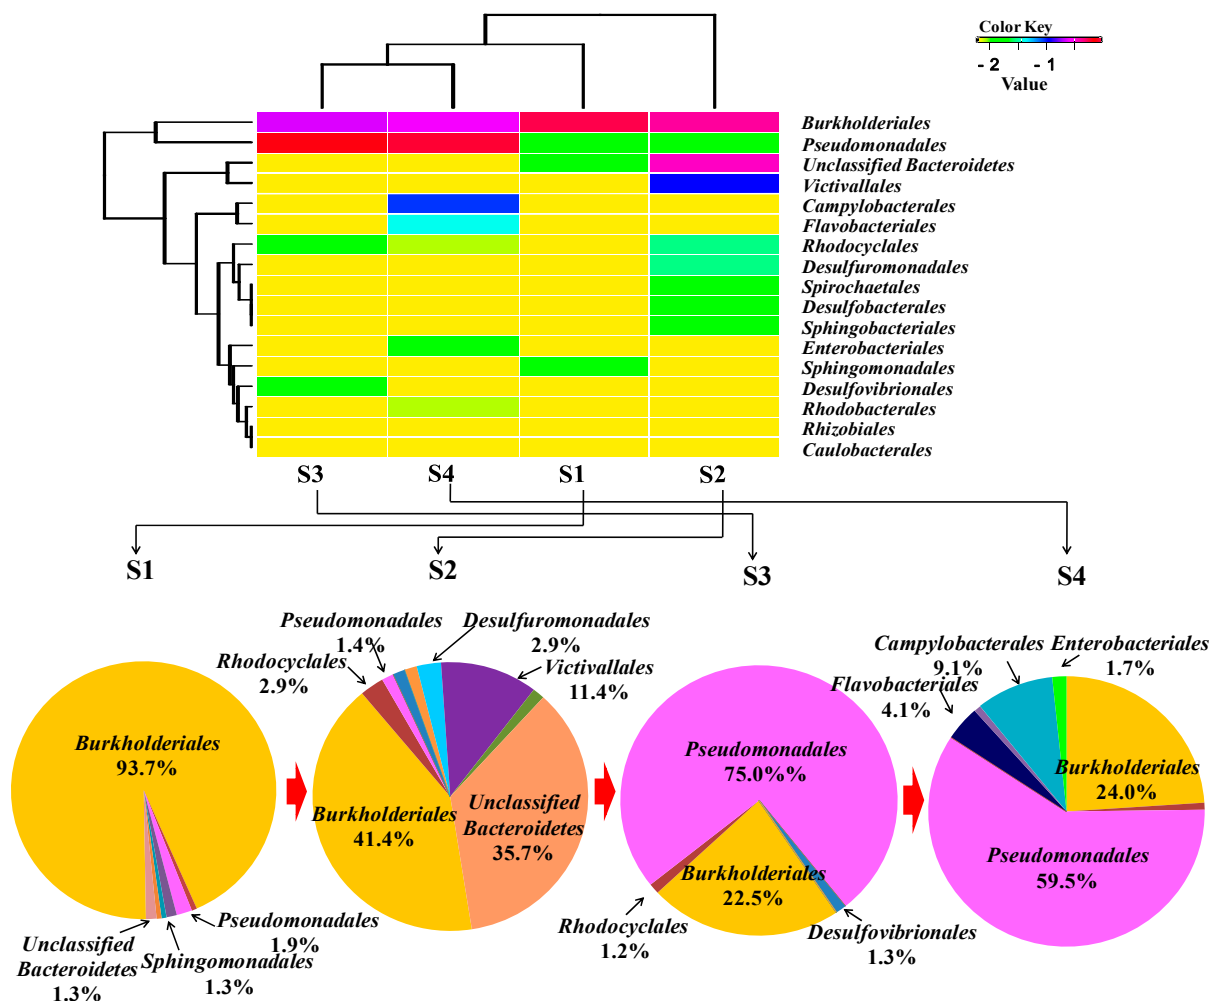 Color Key
- 2 - 1
Value
Burkholderiales
Pseudomonadales
Unclassified Bacteroidetes
Victivallales
Campylobacterales
Flavobacteriales
Rhodocyclales
Desulfuromonadales
Spirochaetales
Desulfobacterales
Sphingobacteriales
Enterobacteriales
Sphingomonadales
Desulfovibrionales
Rhodobacterales
Rhizobiales
Caulobacterales
S3 S4 S1 S2
S1 S2 S3 S4
Burkholderiales
93.7%
Unclassified
Bacteroidetes
1.3%
Sphingomonadales
1.3%
Pseudomonadales
1.9%
Pseudomonadales
1.4%
Desulfuromonadales
2.9%
Rhodocyclales
2.9%
Victivallales
11.4%
Burkholderiales
41.4%
Unclassified
Bacteroidetes
35.7%
Pseudomonadales
75.0%%
Burkholderiales
22.5%
Rhodocyclales
1.2%
Desulfovibrionales
1.3%
Campylobacterales
9.1%
Enterobacteriales
1.7%
Flavobacteriales
4.1%
Burkholderiales
24.0%
Pseudomonadales
59.5%